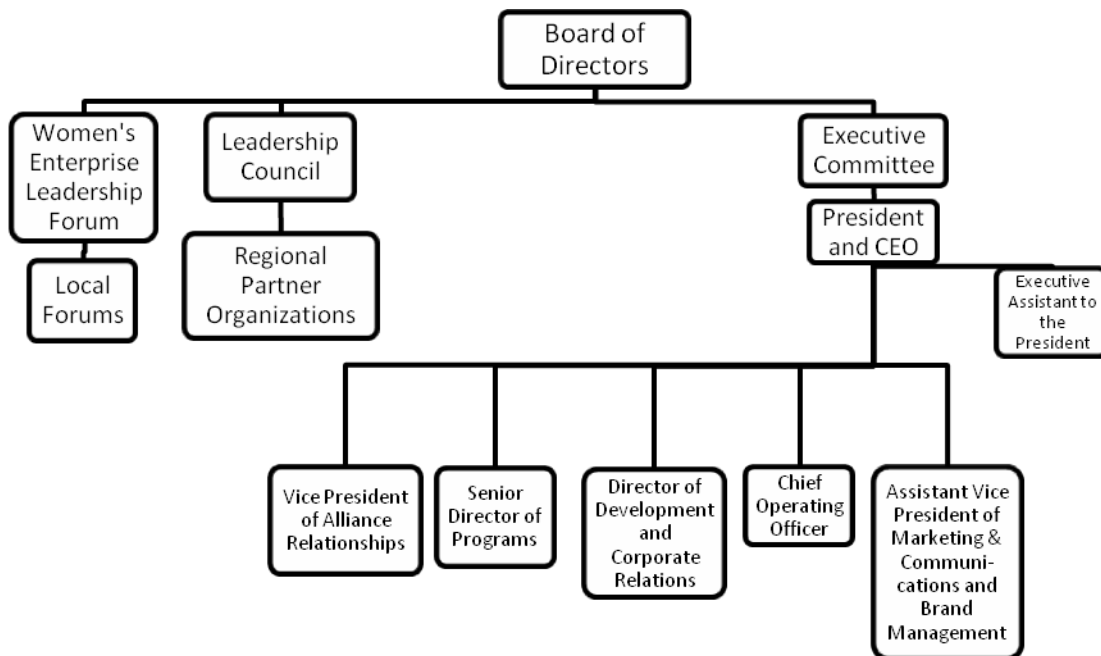 Board of
Directors
Women's
Enterprise
Leadership
Forum
Leadership
Council
Executive
Committee
President
and CEO
Local
Forums
Regional
Partner
Organizations
Executive
Assistant to
the
President
Vice President
of Alliance
Relationships
Senior
Director of
Programs
Director of
Development
and
Corporate
Relations
Chief
Operating
Officer
Assistant Vice
President of
Marketing &
Communi-
cations and
Brand
Management